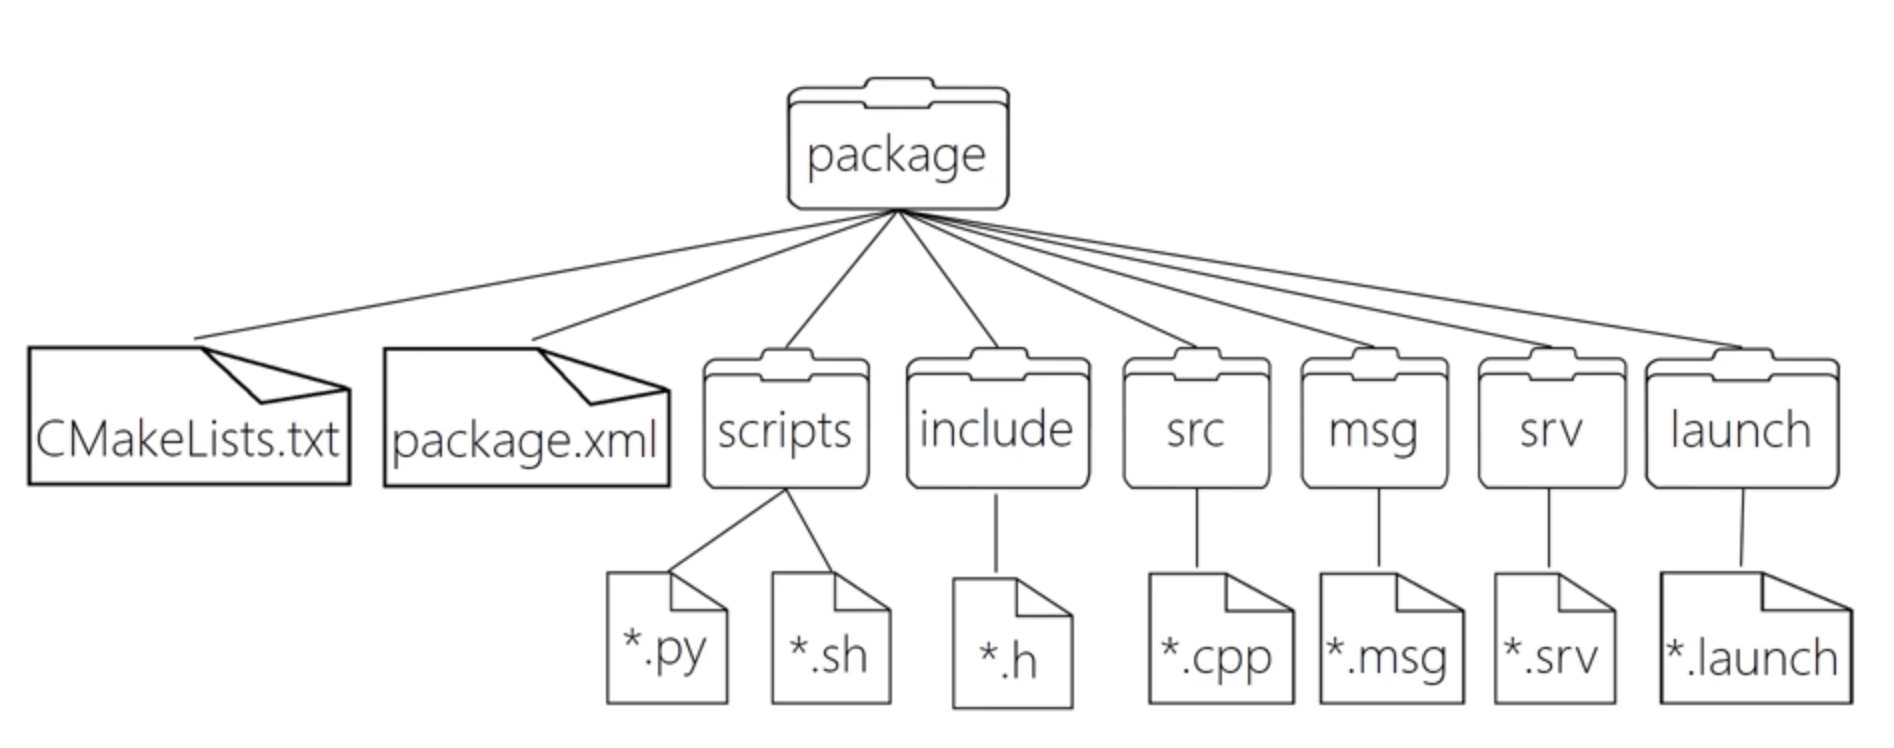 package
CMakeLists.txt
package.xml
scripts
include
src
msg
srv
launch
*.py
*.sh
*.h
*.cpp
*.msg
*.srv
*.launch